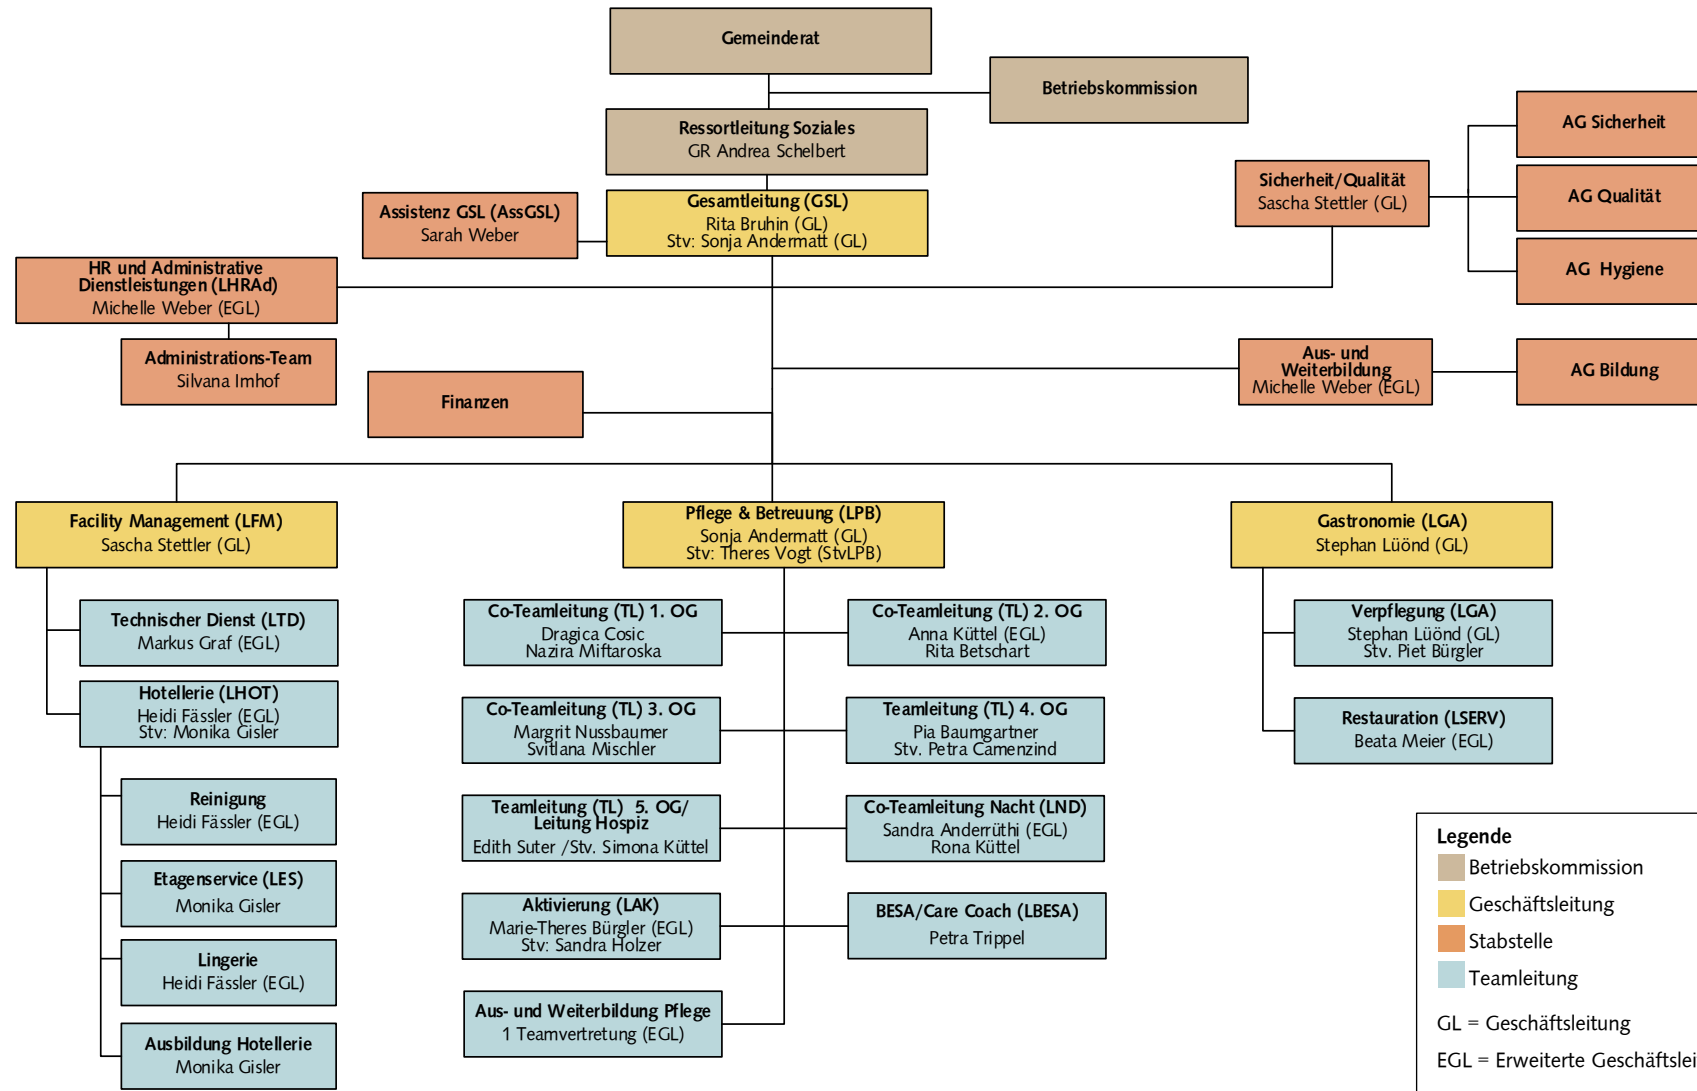 Gemeinderat
Betriebskommission
Ressortleitung Soziales
GR Andrea Schelbert
AG Sicherheit
Sicherheit/Qualität
Sascha Stettler (GL)
AG Qualität
AG  Hygiene
Gesamtleitung (GSL)
Rita Bruhin (GL)
Stv: Sonja Andermatt (GL)
Assistenz GSL (AssGSL)
Sarah Weber
HR und Administrative
Dienstleistungen (LHRAd)
Michelle Weber (EGL)
Administrations-Team
Silvana Imhof
Finanzen
Aus- und
Weiterbildung
Michelle Weber (EGL)
AG Bildung
Facility Management (LFM)
Sascha Stettler (GL)
Pflege & Betreuung (LPB)
Sonja Andermatt (GL)
Stv: Theres Vogt (StvLPB)
Gastronomie (LGA)
Stephan Lüönd (GL)
Technischer Dienst (LTD)
Markus Graf (EGL)
Hotellerie (LHOT)
Heidi Fässler (EGL)
Stv: Monika Gisler
Reinigung
Heidi Fässler (EGL)
Etagenservice (LES)
Monika Gisler
Lingerie
Heidi Fässler (EGL)
Ausbildung Hotellerie
Monika Gisler
Co-Teamleitung (TL) 1. OG
Dragica Cosic
Nazira Miftaroska
Co-Teamleitung (TL) 2. OG
Anna Küttel (EGL)
Rita Betschart
Co-Teamleitung (TL) 3. OG
Margrit Nussbaumer
Svitlana Mischler
Teamleitung (TL) 4. OG
Pia Baumgartner
Stv. Petra Camenzind
Teamleitung (TL)  5. OG/
Leitung Hospiz
Edith Suter /Stv. Simona Küttel
Co-Teamleitung Nacht (LND)
Sandra Anderrüthi (EGL)
Rona Küttel
Aktivierung (LAK)
Marie-Theres Bürgler (EGL)
Stv: Sandra Holzer
BESA/Care Coach (LBESA)
Petra Trippel
Aus- und Weiterbildung Pflege
1 Teamvertretung (EGL)
Verpflegung (LGA)
Stephan Lüönd (GL)
Stv. Piet Bürgler
Restauration (LSERV)
Beata Meier (EGL)
Legende
Betriebskommission
Geschäftsleitung
Stabstelle
Teamleitung
GL = Geschäftsleitung
EGL = Erweiterte Geschäftslei